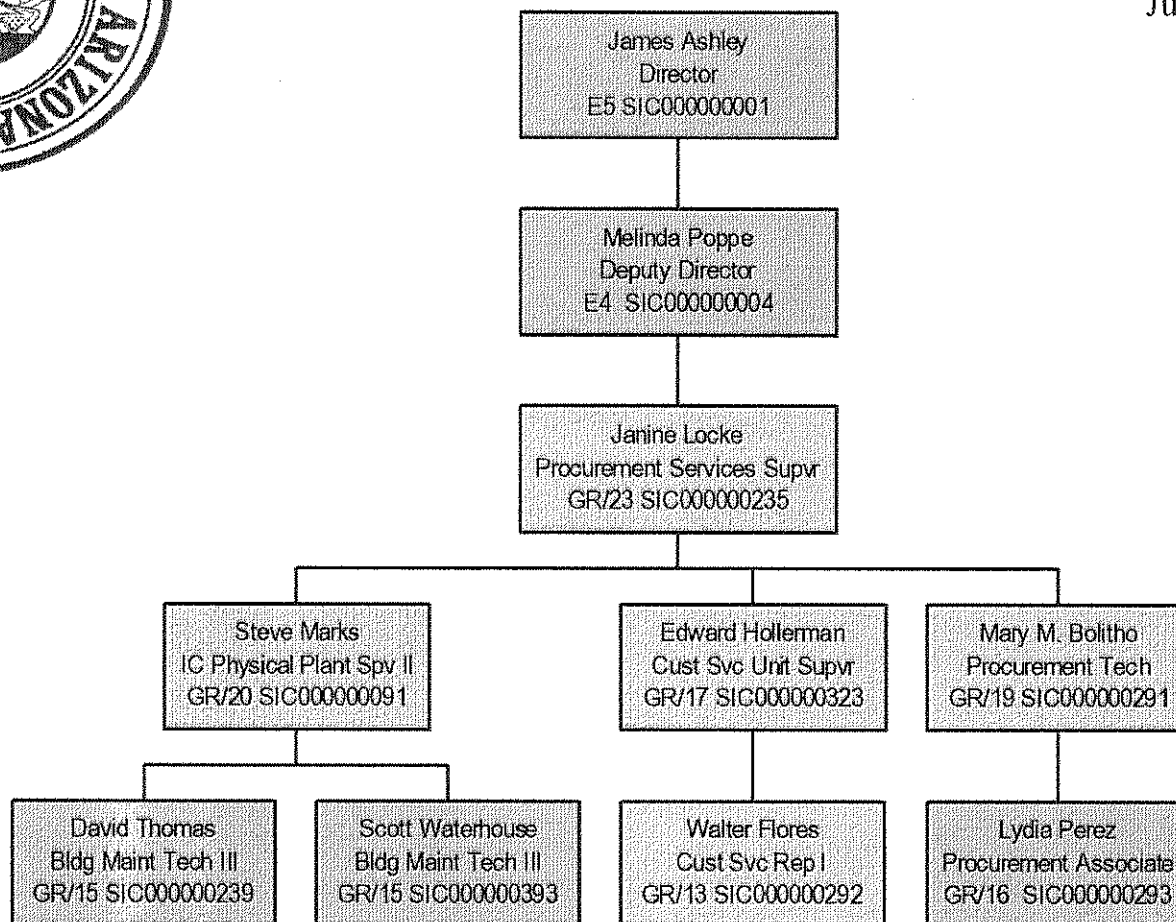 ARIZONA
James Ashley
Director
E5 SIC000000001
Melinda Poppe
Deputy Director
E4 SIC000000004
Janine Locke
Procurement Services Supvr
GR/23 SIC000000235
Steve Marks
IC Physical Plant Spv II
GR/20 SIC000000091
Edward Hollerman
Cust Svc Unit Supvr
GR/17 SIC000000323
Mary M. Bolitho
Procurement Tech
GR/19 SIC000000291
David Thomas
Bldg Maint Tech III
GR/15 SIC000000239
Scott Waterhouse
Bldg Maint Tech III
GR/15 SIC000000393
Walter Flores
Cust Svc Rep I
GR/13 SIC000000292
Lydia Perez
Procurement Associate
GR/16 SIC000000293